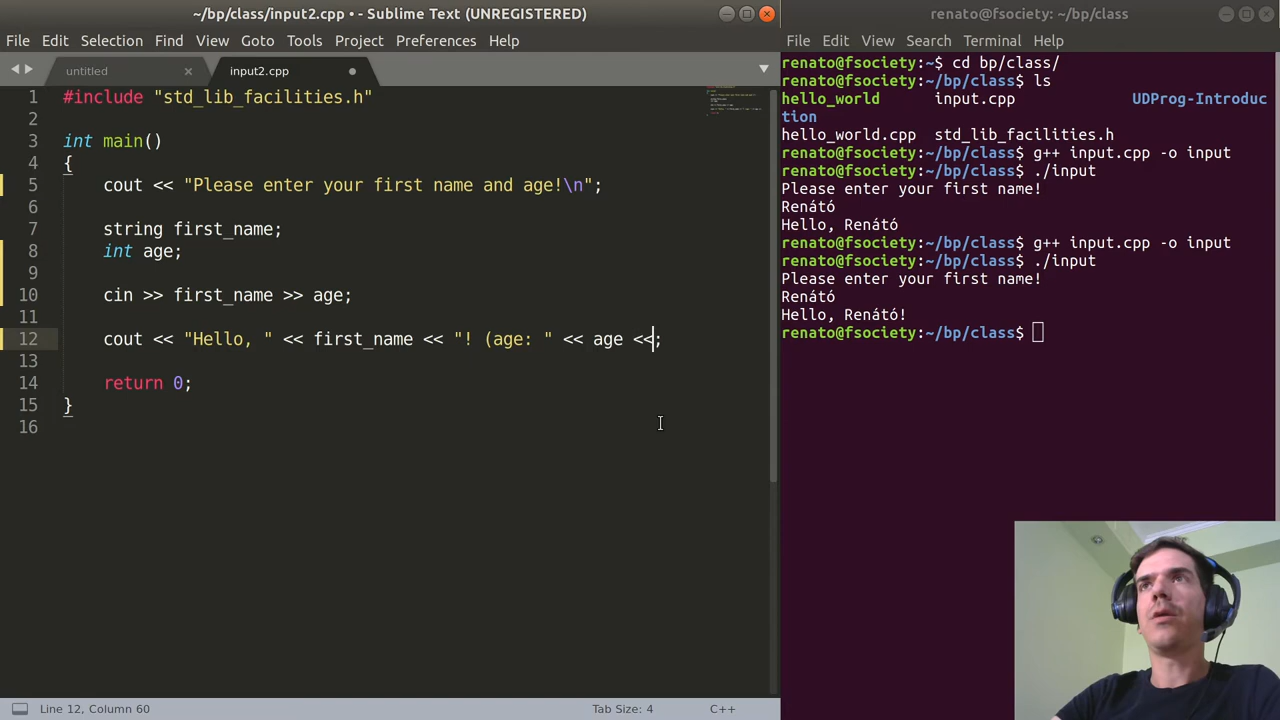 ~/bp/class/input2.cpp • - Sublime Text (UNREGISTERED)
File Edit Selection Find View Goto Tools Project Preferences Help
untitled × input2.cpp
1 #include "std_lib_facilities.h"
2
3 int main()
4 {
5 cout << "Please enter your first name and age!\n";
6
7 string first_name;
8 int age;
9
10 cin >> first_name >> age;
11
12 cout << "Hello, " << first_name << "! (age: " << age <<;
13
14 return 0;
15 }
16
Line 12, Column 60 Tab Size: 4 C++
renato@fsociety: ~/bp/class
File Edit View Search Terminal Help
renato@fsociety:~$ cd bp/class/
renato@fsociety:~/bp/class$ ls
hello_world input.cpp UDProg-Introduc
tion
hello_world.cpp std_lib_facilities.h
renato@fsociety:~/bp/class$ g++ input.cpp -o input
renato@fsociety:~/bp/class$ ./input
Please enter your first name!
Renátó
Hello, Renátó
renato@fsociety:~/bp/class$ g++ input.cpp -o input
renato@fsociety:~/bp/class$ ./input
Please enter your first name!
Renátó
Hello, Renátó!
renato@fsociety:~/bp/class$